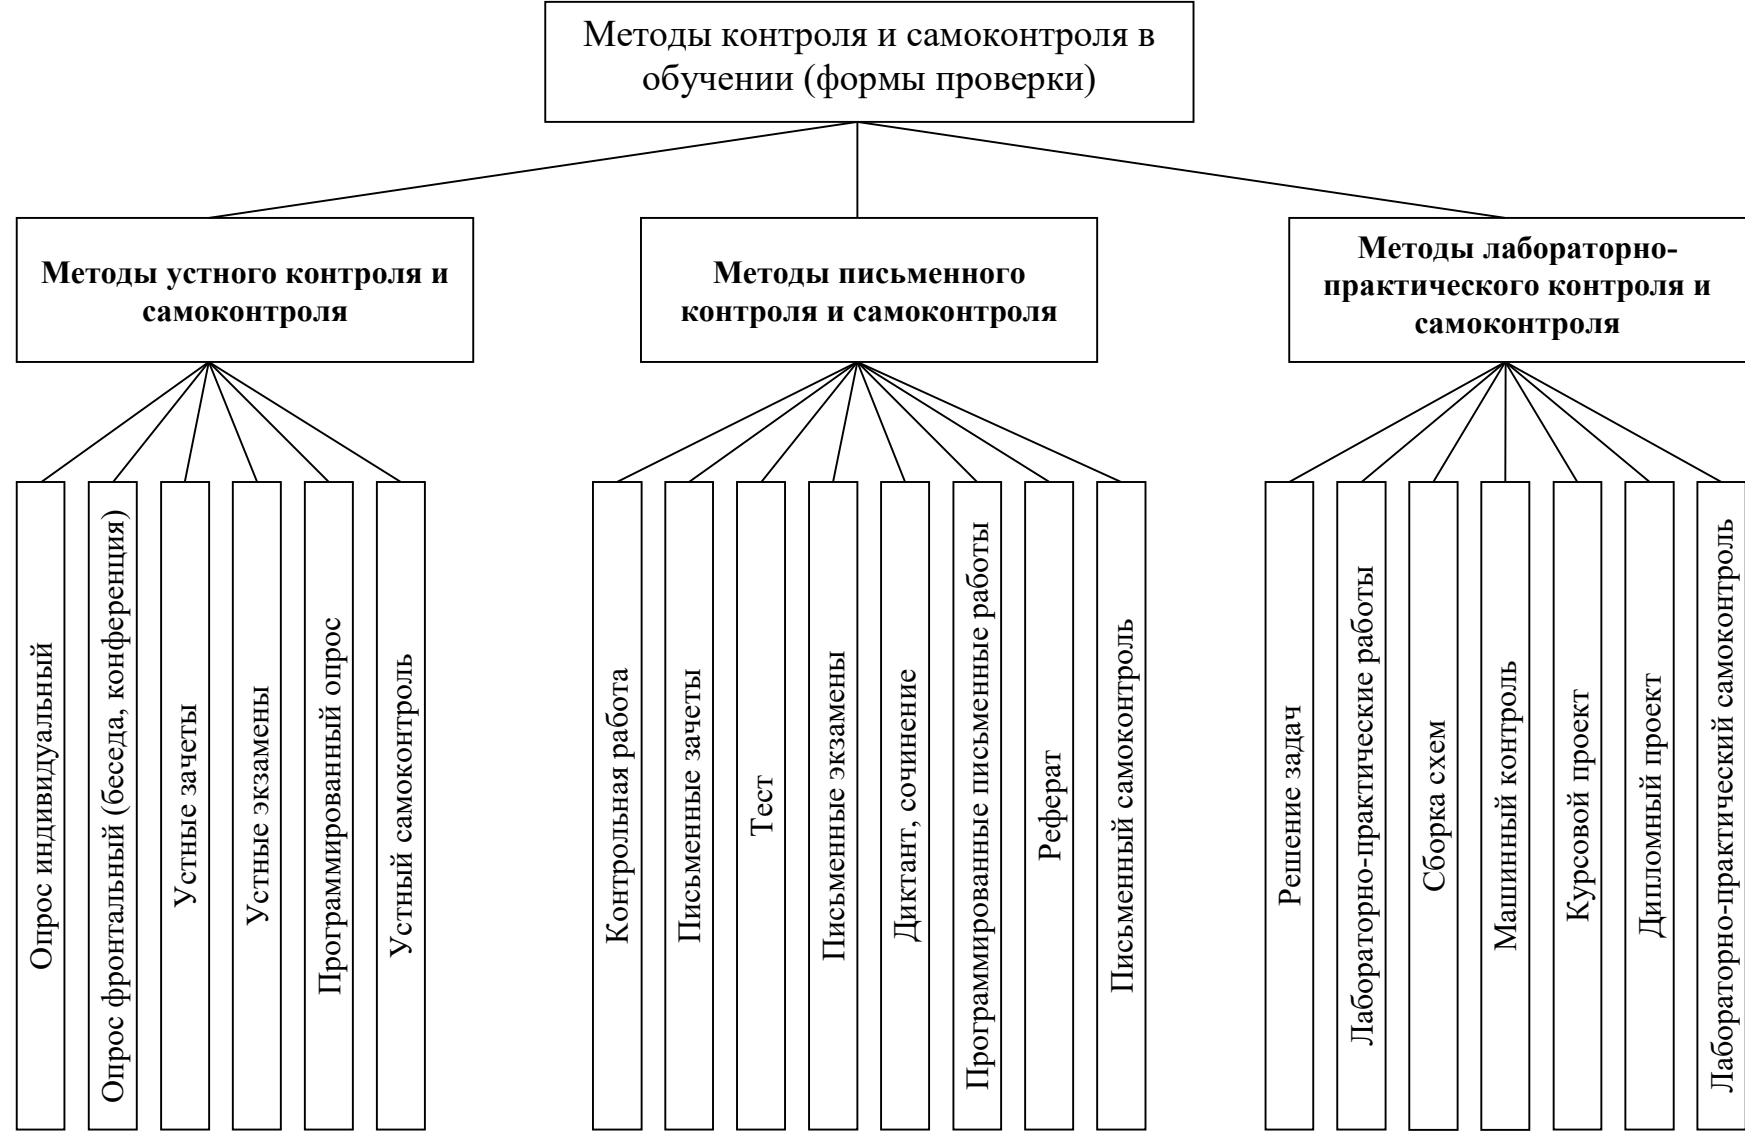 Методы контроля и самоконтроля в
обучении (формы проверки)
Методы устного контроля и
самоконтроля
Методы письменного
контроля и самоконтроля
Методы лабораторно-
практического контроля и
самоконтроля
Опрос индивидуальный
Опрос фронтальный (беседа, конференция)
Устные зачеты
Устные экзамены
Программированный опрос
Устный самоконтроль
Контрольная работа
Письменные зачеты
Тест
Письменные экзамены
Диктант, сочинение
Программированные письменные работы
Реферат
Письменный самоконтроль
Решение задач
Лабораторно-практические работы
Сборка схем
Машинный контроль
Курсовой проект
Дипломный проект
Лабораторно-практический самоконтроль